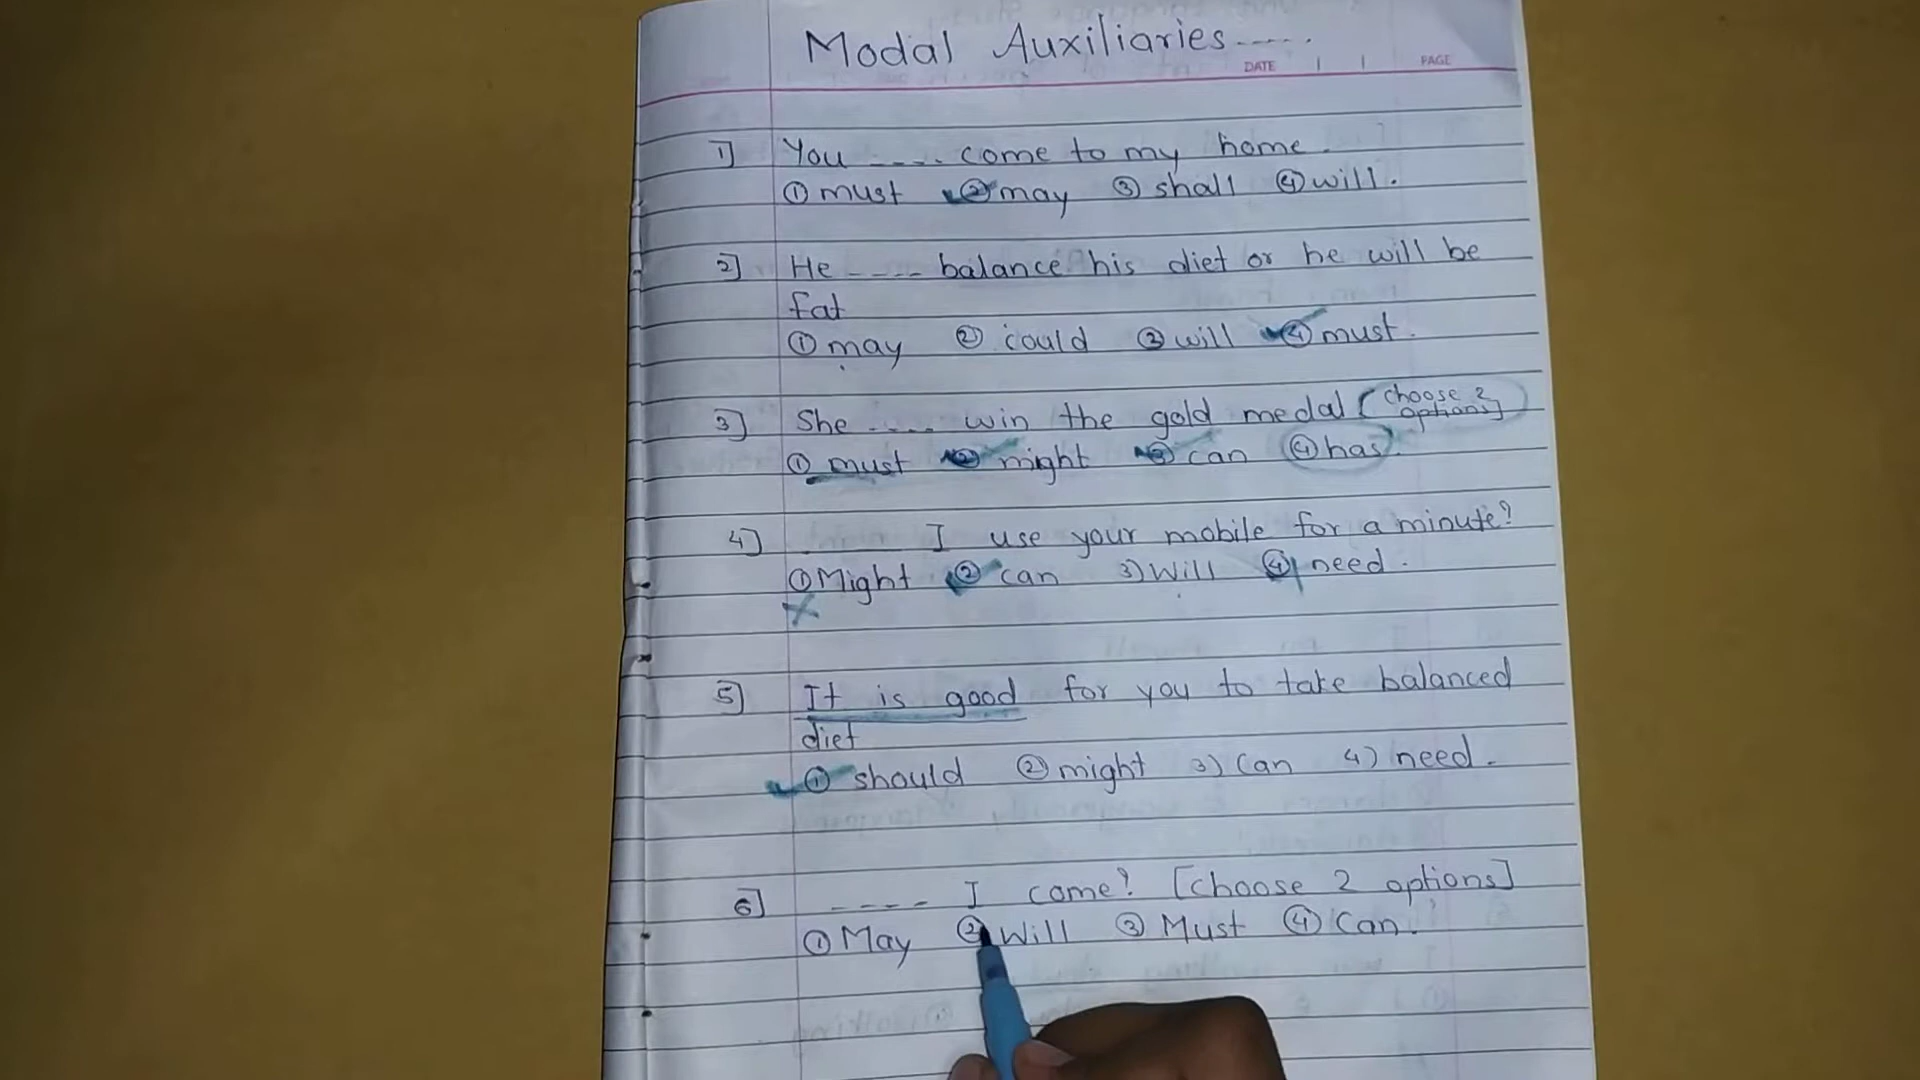 Modal Auxiliaries-----.
DATE | | PAGE
1] You ---- come to my home.
① must ② may ③ shall ④ will.
2] He ---- balance his diet or he will be
fat
① may ② could ③ will ④ must.
3] She ---- win the gold medal [choose 2
options]
① must ② might ③ can ④ has.
4] ---- I use your mobile for a minute?
① Might ② can 3) Will ④ need.
5] It is good for you to take balanced
diet
① should ② might 3) Can 4) need.
6] ---- I come? [choose 2 options]
① May ② Will ③ Must ④ Can.